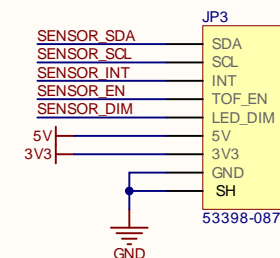 JP3
SENSOR_SDA SDA
SENSOR_SCL SCL
SENSOR_INT INT
SENSOR_EN TOF_EN
SENSOR_DIM LED_DIM
5V 5V
3V3 3V3
GND
SH
53398-087
GND